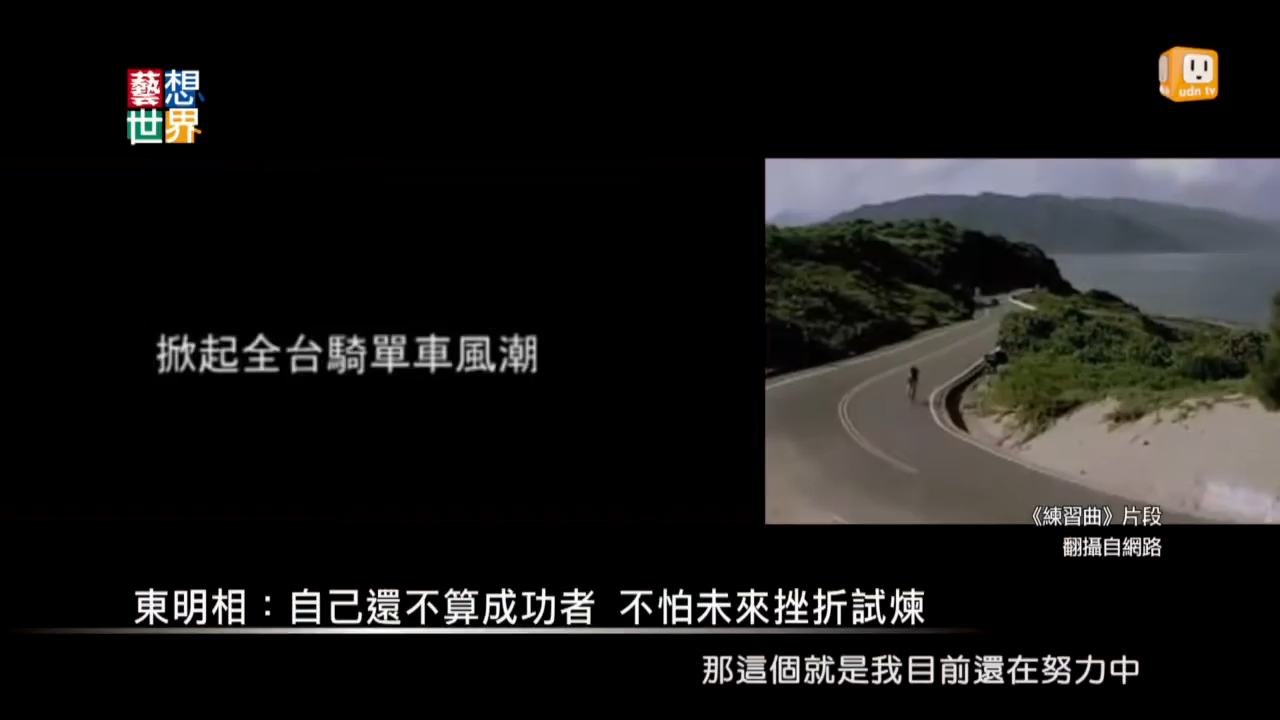 藝想
世界
udn tv
掀起全台騎單車風潮
《練習曲》片段
翻攝自網路
東明相：自己還不算成功者 不怕未來挫折試煉
那這個就是我目前還在努力中